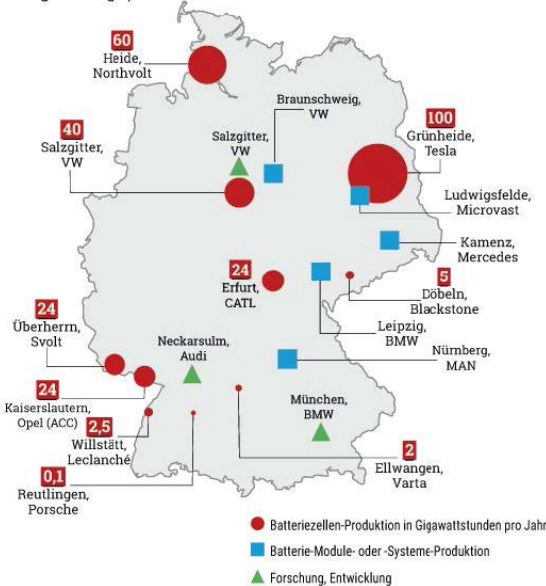 60
Heide,
Northvolt
Braunschweig,
VW
40
Salzgitter,
VW
Salzgitter,
VW
100
Grünheide,
Tesla
Ludwigsfelde,
Microvast
Kamenz,
Mercedes
24
Erfurt,
CATL
5
Döbeln,
Blackstone
24
Überherrn,
Svolt
Neckarsulm,
Audi
Leipzig,
BMW
Nürnberg,
MAN
24
Kaiserslautern,
Opel (ACC)
München,
BMW
2,5
Willstätt,
Leclanché
2
Ellwangen,
Varta
0,1
Reutlingen,
Porsche
Batteriezellen-Produktion in Gigawattstunden pro Jahr
Batterie-Module- oder -Systeme-Produktion
Forschung, Entwicklung